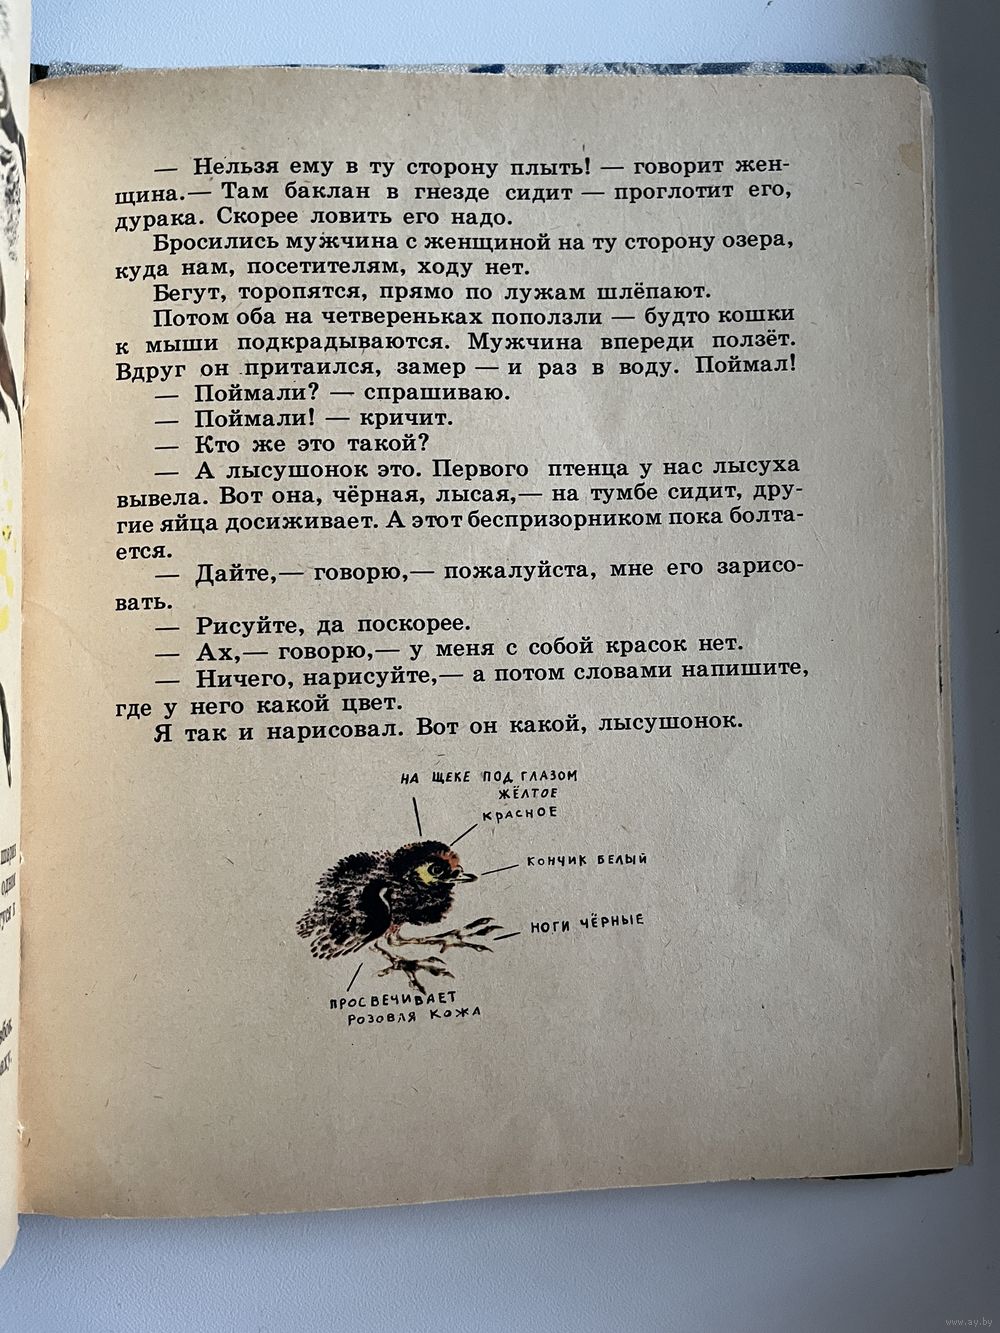 — Нельзя ему в ту сторону плыть! — говорит жен-
щина.— Там баклан в гнезде сидит — проглотит его,
дурака. Скорее ловить его надо.
Бросились мужчина с женщиной на ту сторону озера,
куда нам, посетителям, ходу нет.
Бегут, торопятся, прямо по лужам шлёпают.
Потом оба на четвереньках поползли — будто кошки
к мыши подкрадываются. Мужчина впереди ползёт.
Вдруг он притаился, замер — и раз в воду. Поймал!
— Поймали? — спрашиваю.
— Поймали! — кричит.
— Кто же это такой?
— А лысушонок это. Первого птенца у нас лысуха
вывела. Вот она, чёрная, лысая,— на тумбе сидит, дру-
гие яйца досиживает. А этот беспризорником пока болта-
ется.
— Дайте,— говорю,— пожалуйста, мне его зарисо-
вать.
— Рисуйте, да поскорее.
— Ах,— говорю,— у меня с собой красок нет.
— Ничего, нарисуйте,— а потом словами напишите,
где у него какой цвет.
Я так и нарисовал. Вот он какой, лысушонок.
НА ЩЕКЕ ПОД ГЛАЗОМ
ЖЁЛТОЕ
КРАСНОЕ
КОНЧИК БЕЛЫЙ
НОГИ ЧЁРНЫЕ
ПРОСВЕЧИВАЕТ
РОЗОВАЯ КОЖА
www.ay.by